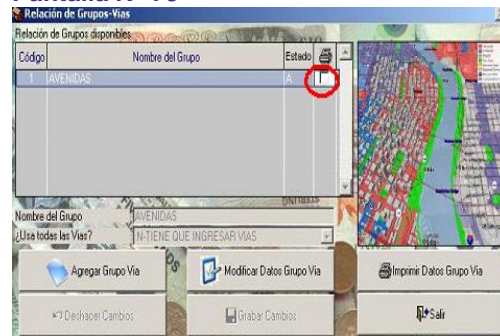 Pantalla N° 13
Relación de Grupos-Vias
Relación de Grupos disponibles
Código Nombre del Grupo Estado
1 AVENIDAS A
Nombre del Grupo AVENIDAS
¿Usa todas las Vias? N-TIENE QUE INGRESAR VIAS
Agregar Grupo Via Modificar Datos Grupo Via Imprimir Datos Grupo Via
Deshacer Cambios Grabar Cambios Salir